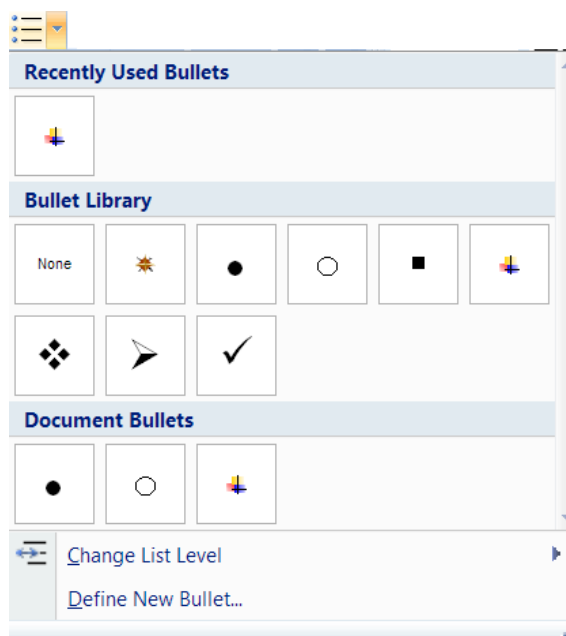 Recently Used Bullets
Bullet Library
None
Document Bullets
Change List Level
Define New Bullet...